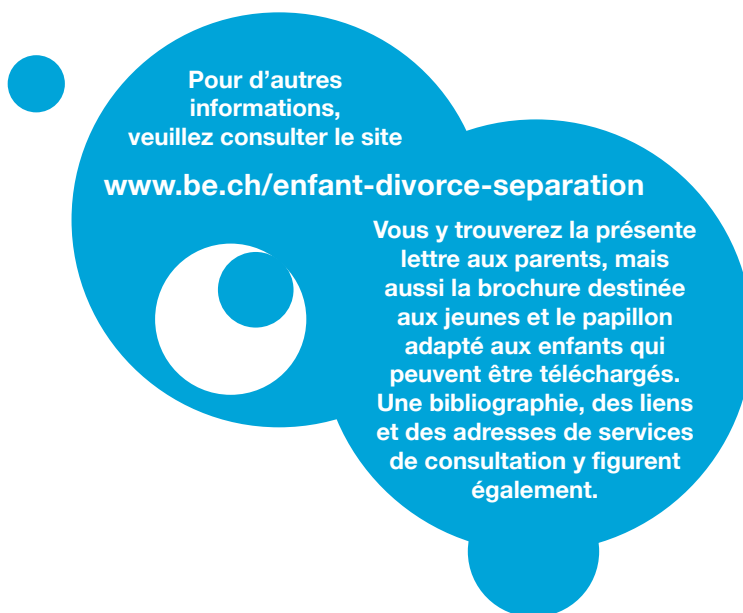 Pour d’autres
informations,
veuillez consulter le site
www.be.ch/enfant-divorce-separation
Vous y trouverez la présente
lettre aux parents, mais
aussi la brochure destinée
aux jeunes et le papillon
adapté aux enfants qui
peuvent être téléchargés.
Une bibliographie, des liens
et des adresses de services
de consultation y figurent
également.